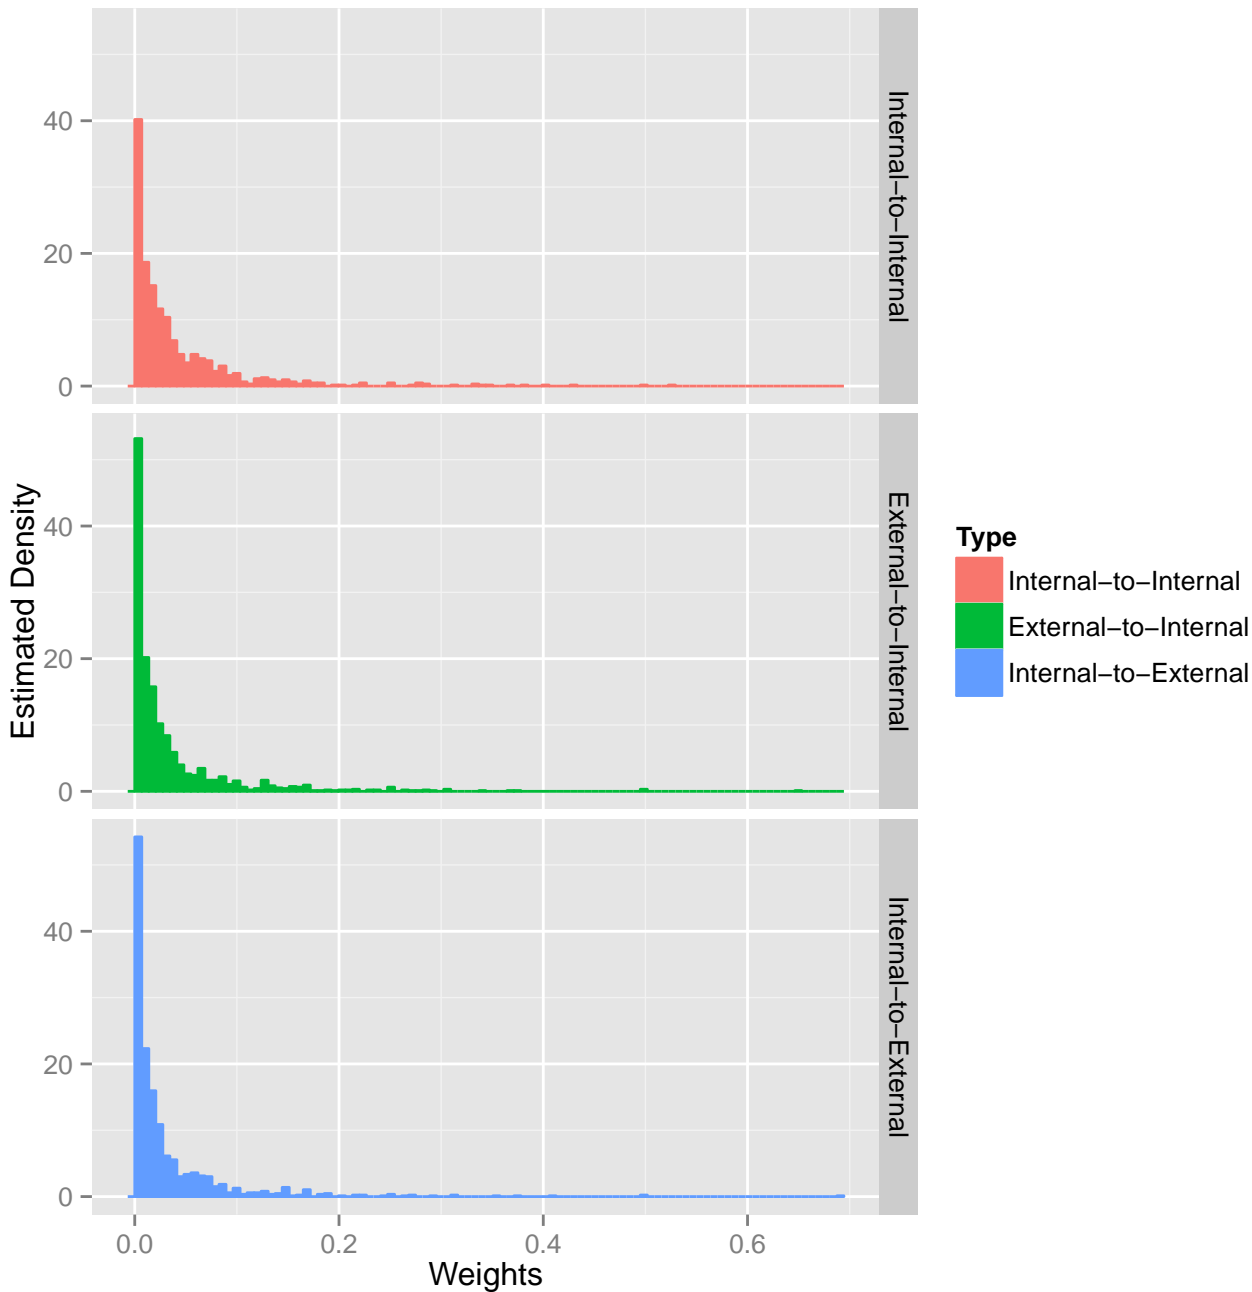 40
20
0
Internal−to−Internal
40
20
0
External−to−Internal
40
20
0
Internal−to−External
0.0 0.2 0.4 0.6
Weights
Estimated Density
Type
Internal−to−Internal
External−to−Internal
Internal−to−External